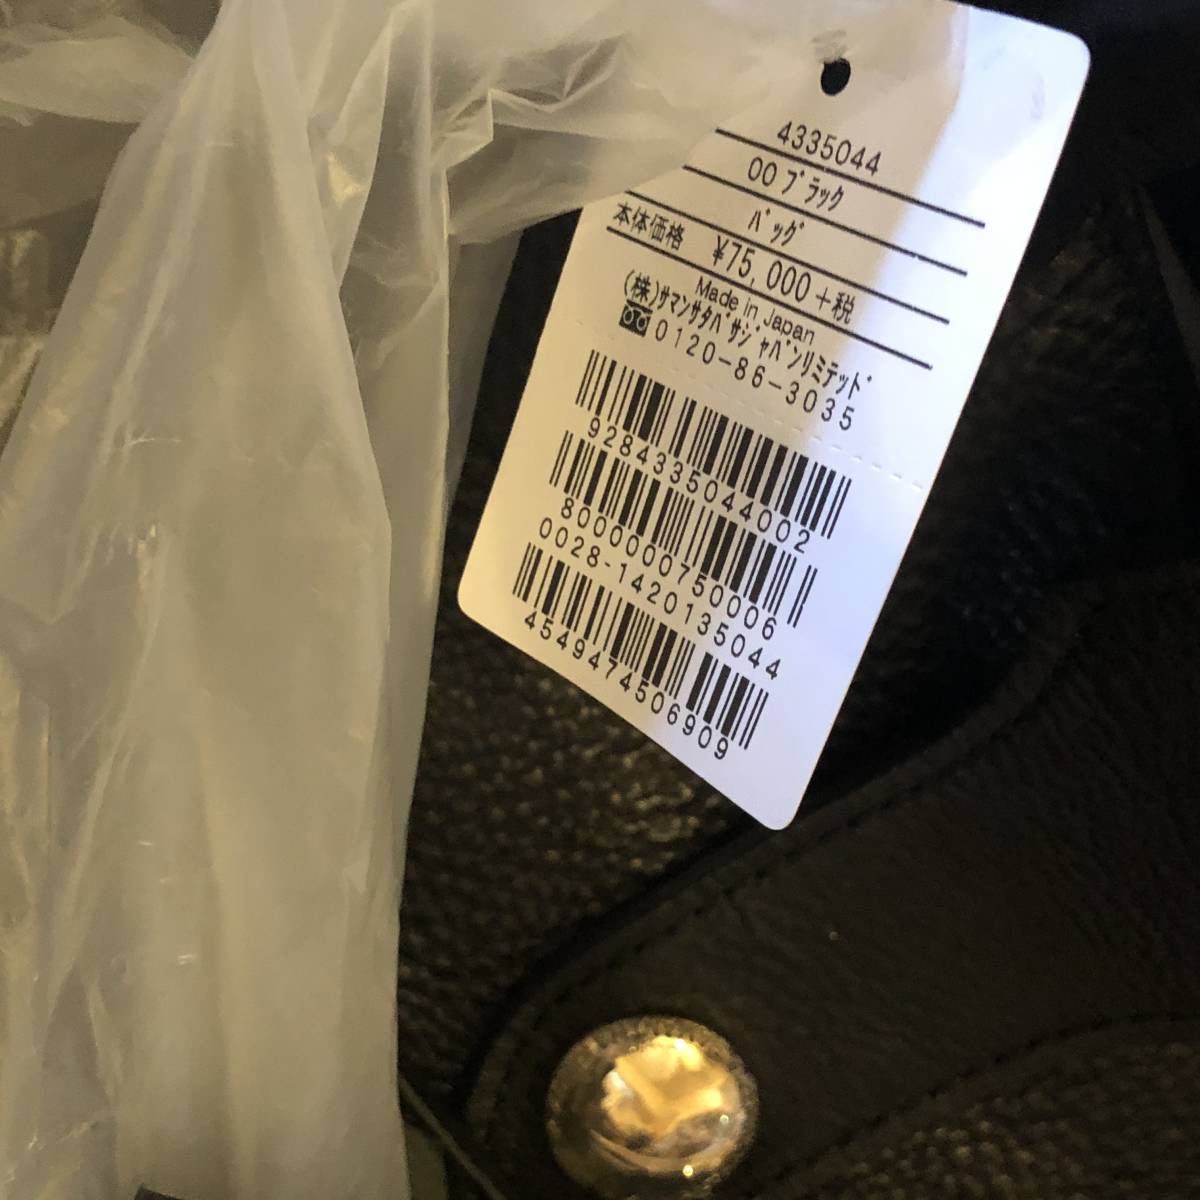 4335044
00 ﾌﾞﾗｯｸ
ﾊﾞｯｸﾞ
本体価格 ¥75,000+税
Made in Japan
(株)ｻﾏﾝｻﾀﾊﾞｻｼﾞｬﾊﾟﾝﾘﾐﾃｯﾄﾞ
0120-86-3035
9284335044002
8000000750006
0028-1420135044
4549474506909